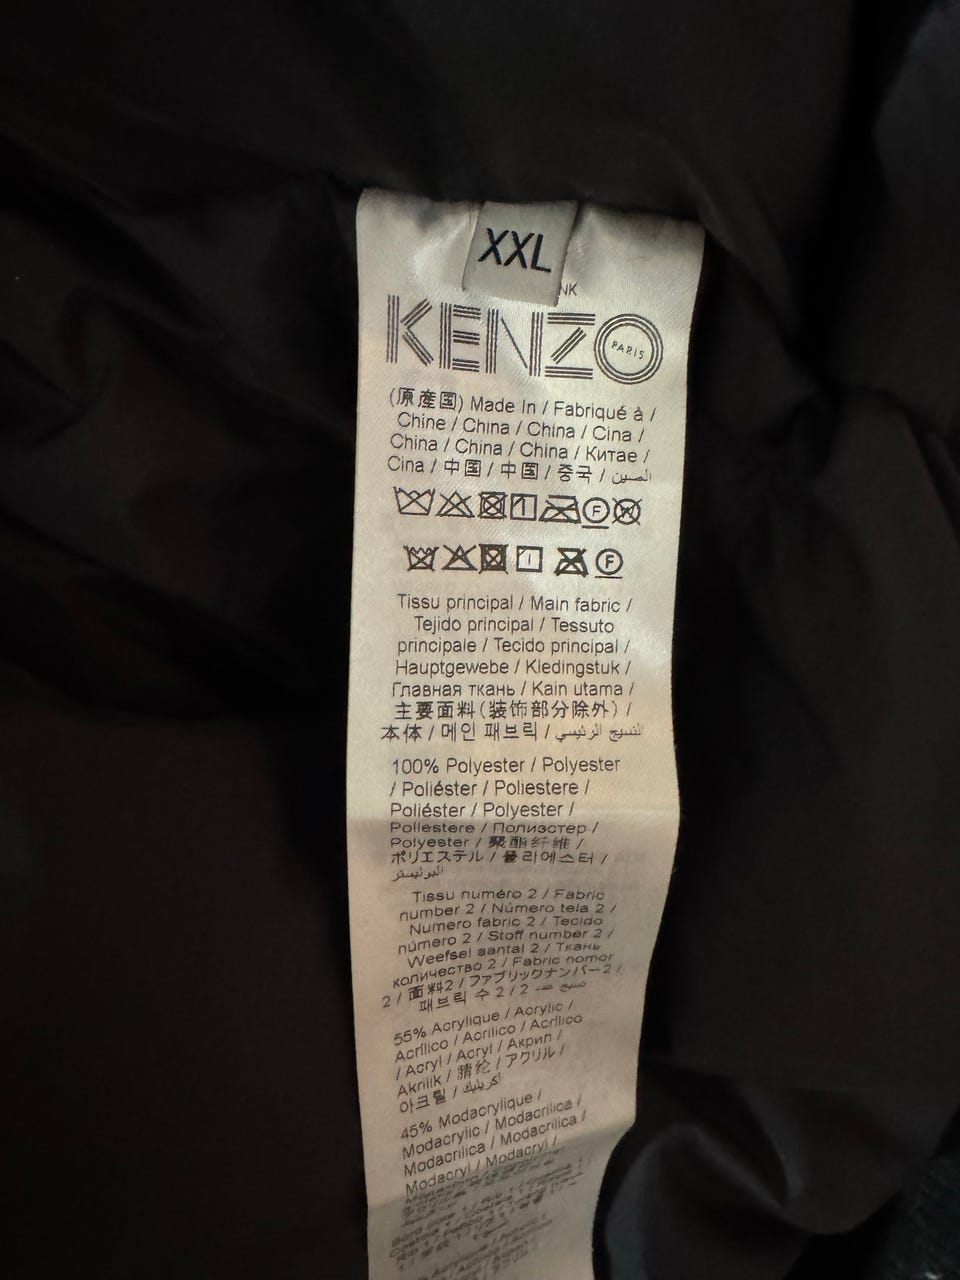 XXL
NK
KENZO
PARIS
(原産国) Made In / Fabriqué à /
Chine / China / China / Cina /
China / China / China / Китае /
Cina / 中国 / 中国 / 중국 / الصين
Tissu principal / Main fabric /
Tejido principal / Tessuto
principale / Tecido principal /
Hauptgewebe / Kledingstuk /
Главная ткань / Kain utama /
主要面料(装饰部分除外) /
本体 / 메인 패브릭 / النسيج الرئيسي
100% Polyester / Polyester
/ Poliéster / Poliestere /
Poliéster / Polyester /
Poliestere / Полиэстер /
Polyester / 聚酯纤维 /
ポリエステル / 폴리에스터 /
البوليستر
Tissu numéro 2 / Fabric
number 2 / Número tela 2 /
Numero fabric 2 / Tecido
número 2 / Stoff number 2 /
Weefsel aantal 2 / Ткань
количество 2 / Fabric nomor
2 / 面料2 / ファブリックナンバー2 /
패브릭 수 2 / 2 نسيج عدد
55% Acrylique / Acrylic /
Acrílico / Acrilico / Acrílico
/ Acryl / Acryl / Акрил /
Akrilik / 腈纶 / アクリル /
아크릴 / اكريليك
45% Modacrylique /
Modacrylic / Modacrílica /
Modacrilica / Modacrílica /
Modacryl / Modacryl /